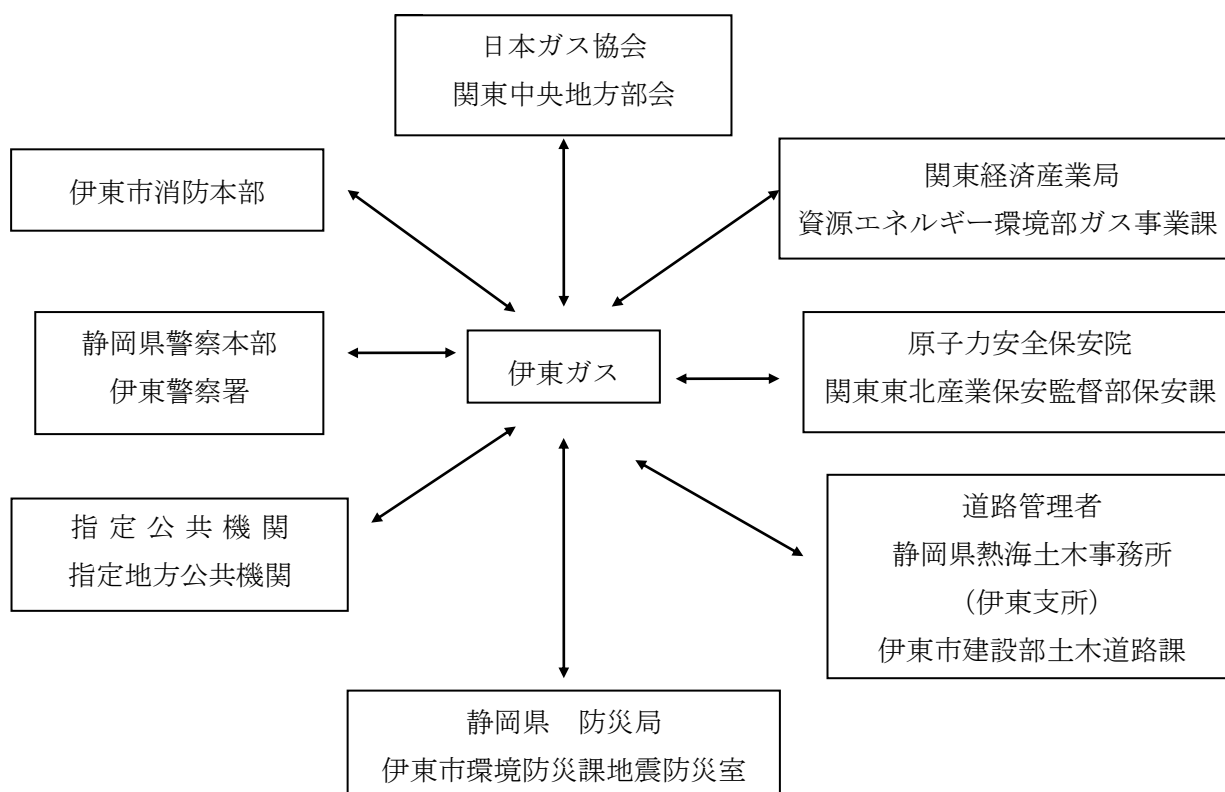 日本ガス協会
関東中央地方部会
伊東市消防本部
関東経済産業局
資源エネルギー環境部ガス事業課
静岡県警察本部
伊東警察署
伊東ガス
原子力安全保安院
関東東北産業保安監督部保安課
指 定 公 共 機 関
指定地方公共機関
道路管理者
静岡県熱海土木事務所
（伊東支所）
伊東市建設部土木道路課
静岡県　防災局
伊東市環境防災課地震防災室